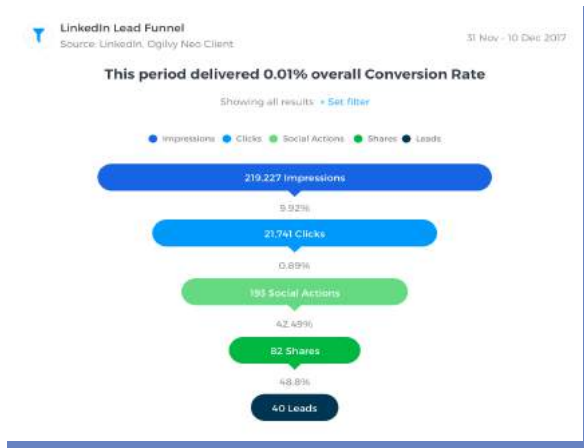 LinkedIn Lead Funnel
Source: LinkedIn, Ogilvy Neo Client
31 Nov - 10 Dec 2017
This period delivered 0.01% overall Conversion Rate
Showing all results + Set filter
Impressions Clicks Social Actions Shares Leads
219,227 Impressions
9.92%
21,741 Clicks
0.89%
193 Social Actions
42.49%
82 Shares
48.8%
40 Leads